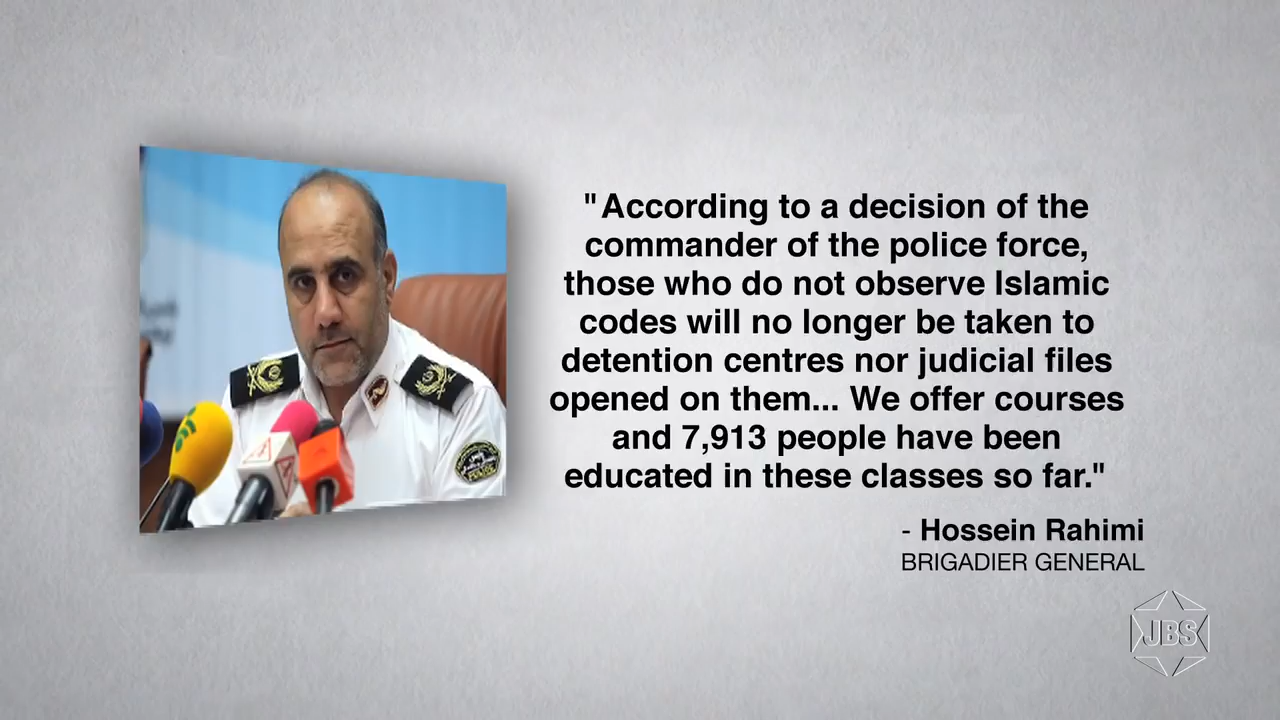 "According to a decision of the
commander of the police force,
those who do not observe Islamic
codes will no longer be taken to
detention centres nor judicial files
opened on them... We offer courses
and 7,913 people have been
educated in these classes so far."
- Hossein Rahimi
BRIGADIER GENERAL
JBS